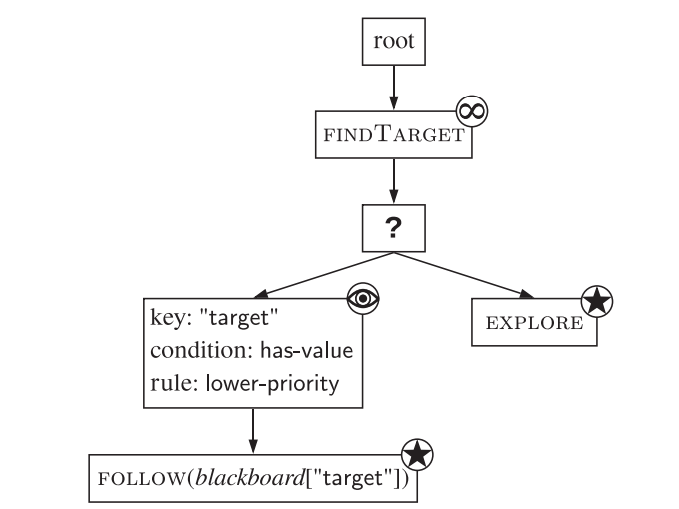 root
FINDTARGET
∞
?
key: "target"
condition: has-value
rule: lower-priority
EXPLORE
FOLLOW(blackboard["target"])